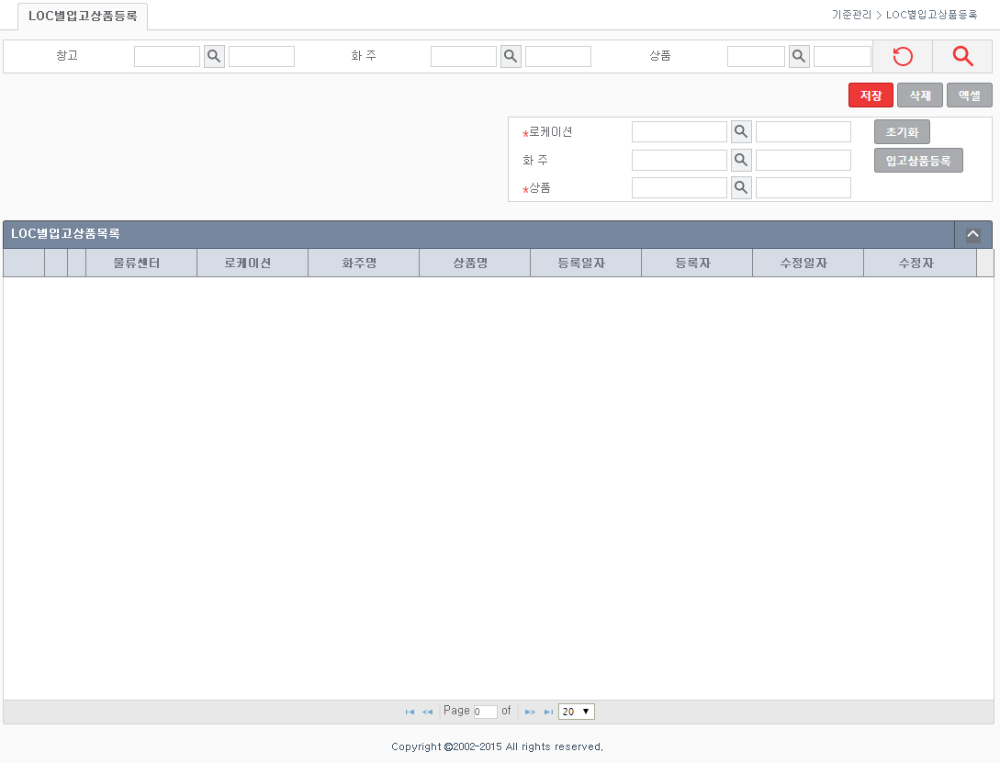 LOC별입고상품등록
기준관리 > LOC별입고상품등록
창고 화 주 상품
저장 삭제 엑셀
*로케이션 초기화
화 주 입고상품등록
*상품
LOC별입고상품목록
물류센터 로케이션 화주명 상품명 등록일자 등록자 수정일자 수정자
Page 0 of 20
Copyright ©2002-2015 All rights reserved.